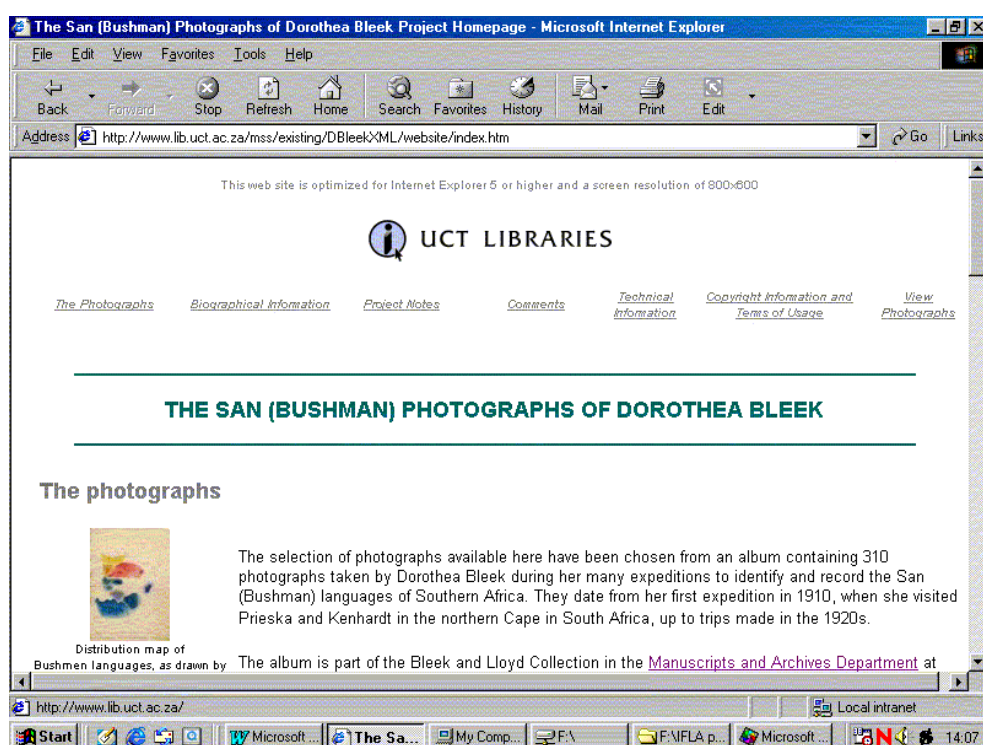 The San (Bushman) Photographs of Dorothea Bleek Project Homepage - Microsoft Internet Explorer
File Edit View Favorites Tools Help
Back Forward Stop Refresh Home Search Favorites History Mail Print Edit
Address http://www.lib.uct.ac.za/mss/existing/DBleekXML/website/index.htm Go Links
This web site is optimized for Internet Explorer 5 or higher and a screen resolution of 800x600
UCT LIBRARIES
The Photographs Biographical Information Project Notes Comments Technical Information Copyright Information and Terms of Usage View Photographs
THE SAN (BUSHMAN) PHOTOGRAPHS OF DOROTHEA BLEEK
The photographs
The selection of photographs available here have been chosen from an album containing 310
photographs taken by Dorothea Bleek during her many expeditions to identify and record the San
(Bushman) languages of Southern Africa. They date from her first expedition in 1910, when she visited
Prieska and Kenhardt in the northern Cape in South Africa, up to trips made in the 1920s.
Distribution map of
Bushmen languages, as drawn by
The album is part of the Bleek and Lloyd Collection in the Manuscripts and Archives Department at
http://www.lib.uct.ac.za/ Local intranet
Start Microsoft ... The Sa... My Comp... F:\ F:\IFLA p... Microsoft ... 14:07